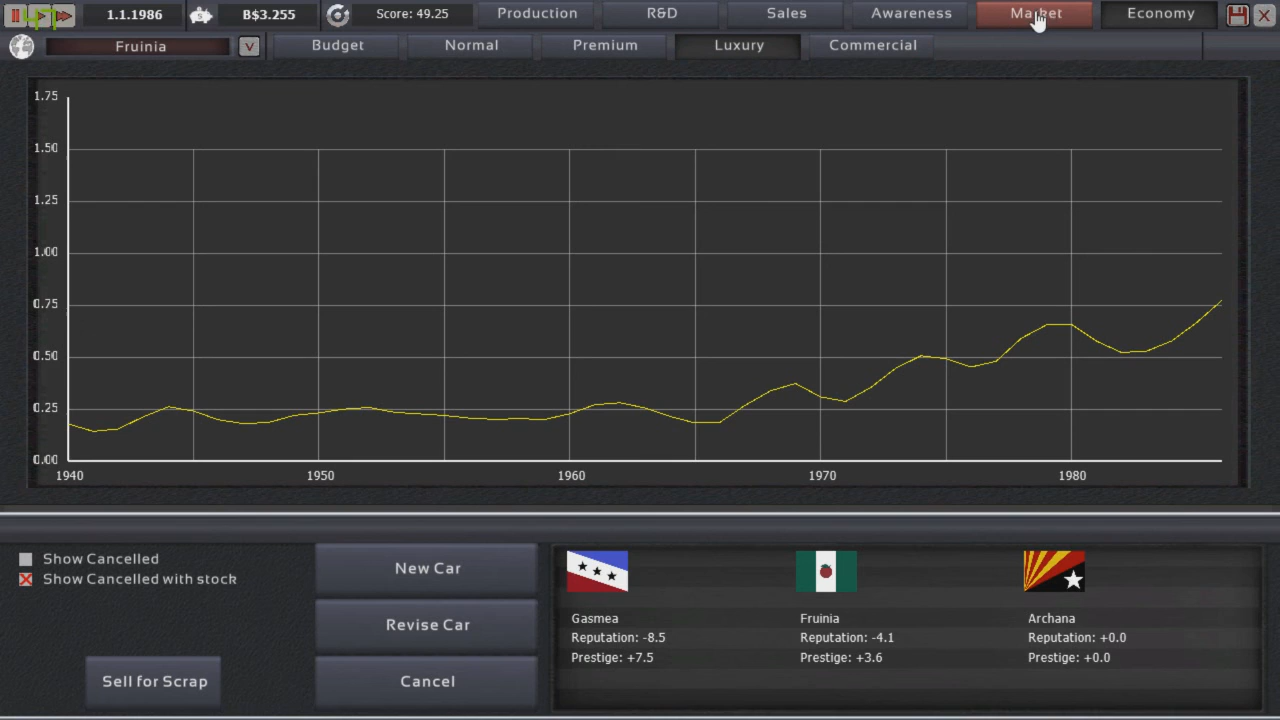 1.1.1986 B$3.255 Score: 49.25 Production R&D Sales Awareness Market Economy
Fruinia V Budget Normal Premium Luxury Commercial
1.75
1.50
1.25
1.00
0.75
0.50
0.25
0.00
1940 1950 1960 1970 1980
Show Cancelled
Show Cancelled with stock
New Car
Revise Car
Sell for Scrap
Cancel
Gasmea
Reputation: -8.5
Prestige: +7.5
Fruinia
Reputation: -4.1
Prestige: +3.6
Archana
Reputation: +0.0
Prestige: +0.0